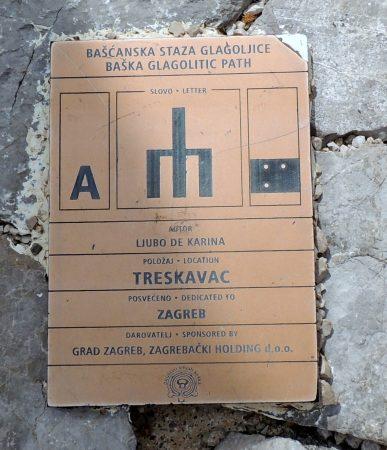 BAŠĆANSKA STAZA GLAGOLJICE
BAŠKA GLAGOLITIC PATH
SLOVO • LETTER
A
ⰰ
AUTOR
LJUBO DE KARINA
POLOŽAJ • LOCATION
TRESKAVAC
POSVEĆENO • DEDICATED TO
ZAGREB
DAROVATELJ • SPONSORED BY
GRAD ZAGREB, ZAGREBAČKI HOLDING d.o.o.